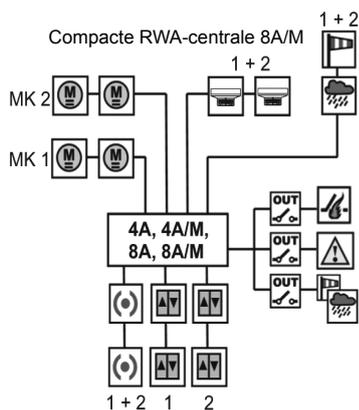 1 + 2
Compacte RWA-centrale 8A/M
1 + 2
MK 2 M M
MK 1 M M
OUT
4A, 4A/M,
8A, 8A/M
OUT
OUT
1 + 2 1 2